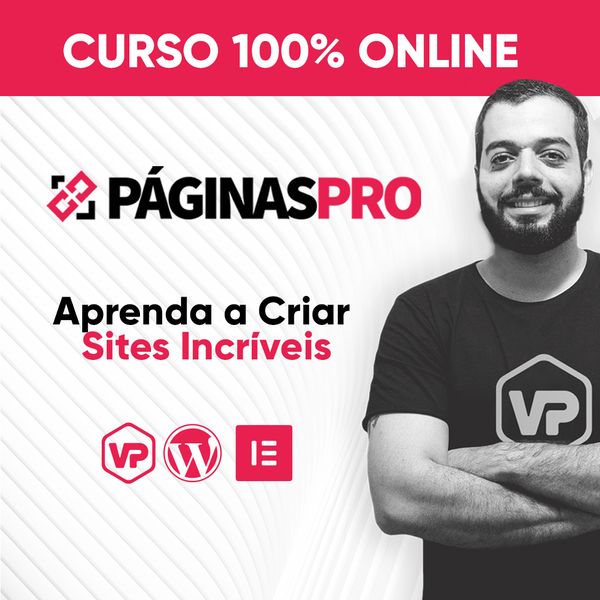 CURSO 100% ONLINE
PÁGINASPRO
Aprenda a Criar
Sites Incríveis
VP
W
VP